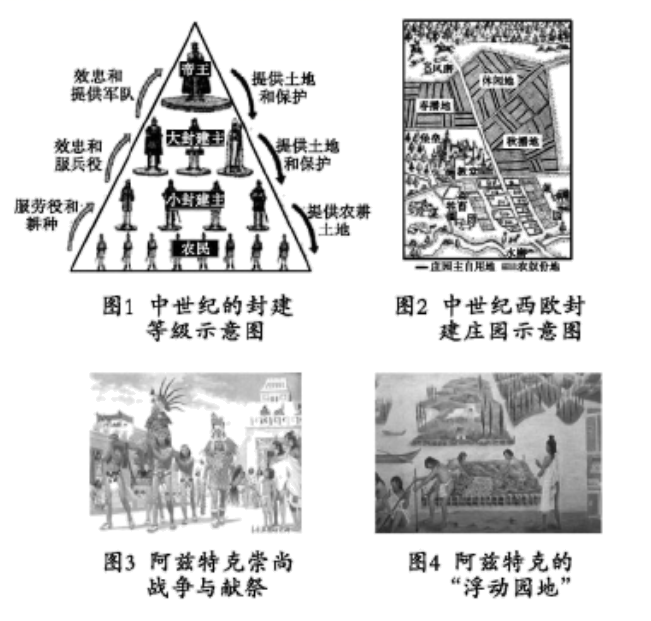 帝王
效忠和
提供军队
提供土地
和保护
大封建主
效忠和
服兵役
提供土地
和保护
小封建主
服劳役和
耕种
提供农耕
土地
农民
图1 中世纪的封建
等级示意图
休闲地
春播地
秋播地
教堂
水磨
庄园主自用地
农奴份地
图2 中世纪西欧封
建庄园示意图
图3 阿兹特克崇尚
战争与献祭
图4 阿兹特克的
“浮动园地”